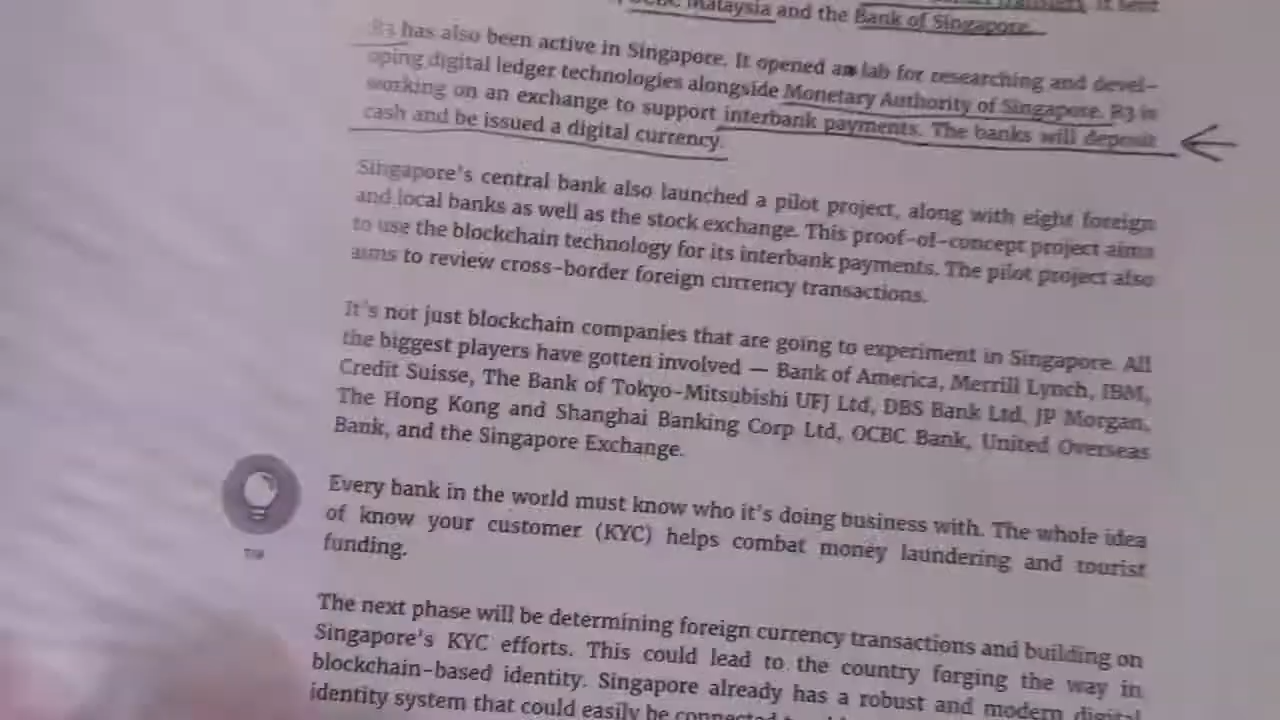 OCBC Malaysia and the Bank of Singapore.
R3 has also been active in Singapore. It opened an lab for researching and devel-
oping digital ledger technologies alongside Monetary Authority of Singapore. R3 is
working on an exchange to support interbank payments. The banks will deposit
cash and be issued a digital currency.
Singapore's central bank also launched a pilot project, along with eight foreign
and local banks as well as the stock exchange. This proof-of-concept project aims
to use the blockchain technology for its interbank payments. The pilot project also
aims to review cross-border foreign currency transactions.
It's not just blockchain companies that are going to experiment in Singapore. All
the biggest players have gotten involved — Bank of America, Merrill Lynch, IBM,
Credit Suisse, The Bank of Tokyo-Mitsubishi UFJ Ltd, DBS Bank Ltd, JP Morgan,
The Hong Kong and Shanghai Banking Corp Ltd, OCBC Bank, United Overseas
Bank, and the Singapore Exchange.
TIP
Every bank in the world must know who it's doing business with. The whole idea
of know your customer (KYC) helps combat money laundering and tourist
funding.
The next phase will be determining foreign currency transactions and building on
Singapore's KYC efforts. This could lead to the country forging the way in
blockchain-based identity. Singapore already has a robust and modern digital
identity system that could easily be connected